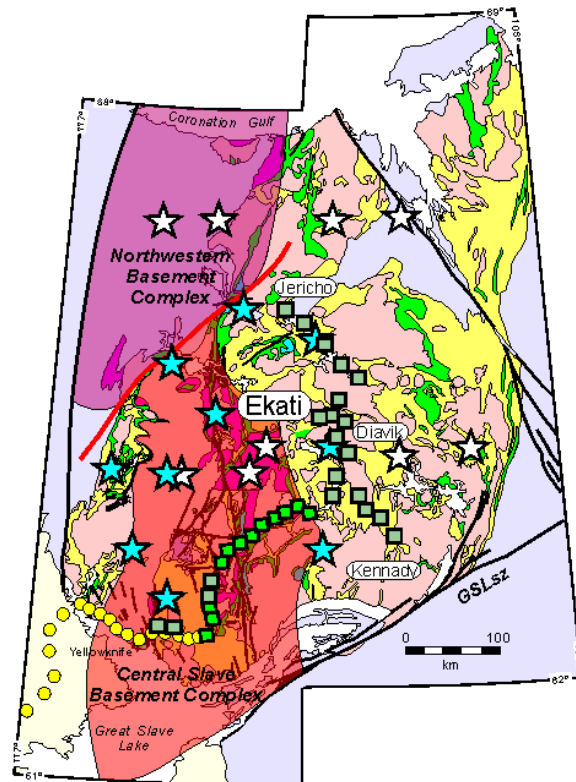 69°
108°
68°
117°
Coronation Gulf
Northwestern
Basement
Complex
Jericho
Ekati
Diavik
Kennady
GSLsz
0 100
km
Yellowknife
Central Slave
Basement Complex
62°
Great Slave
Lake
61°